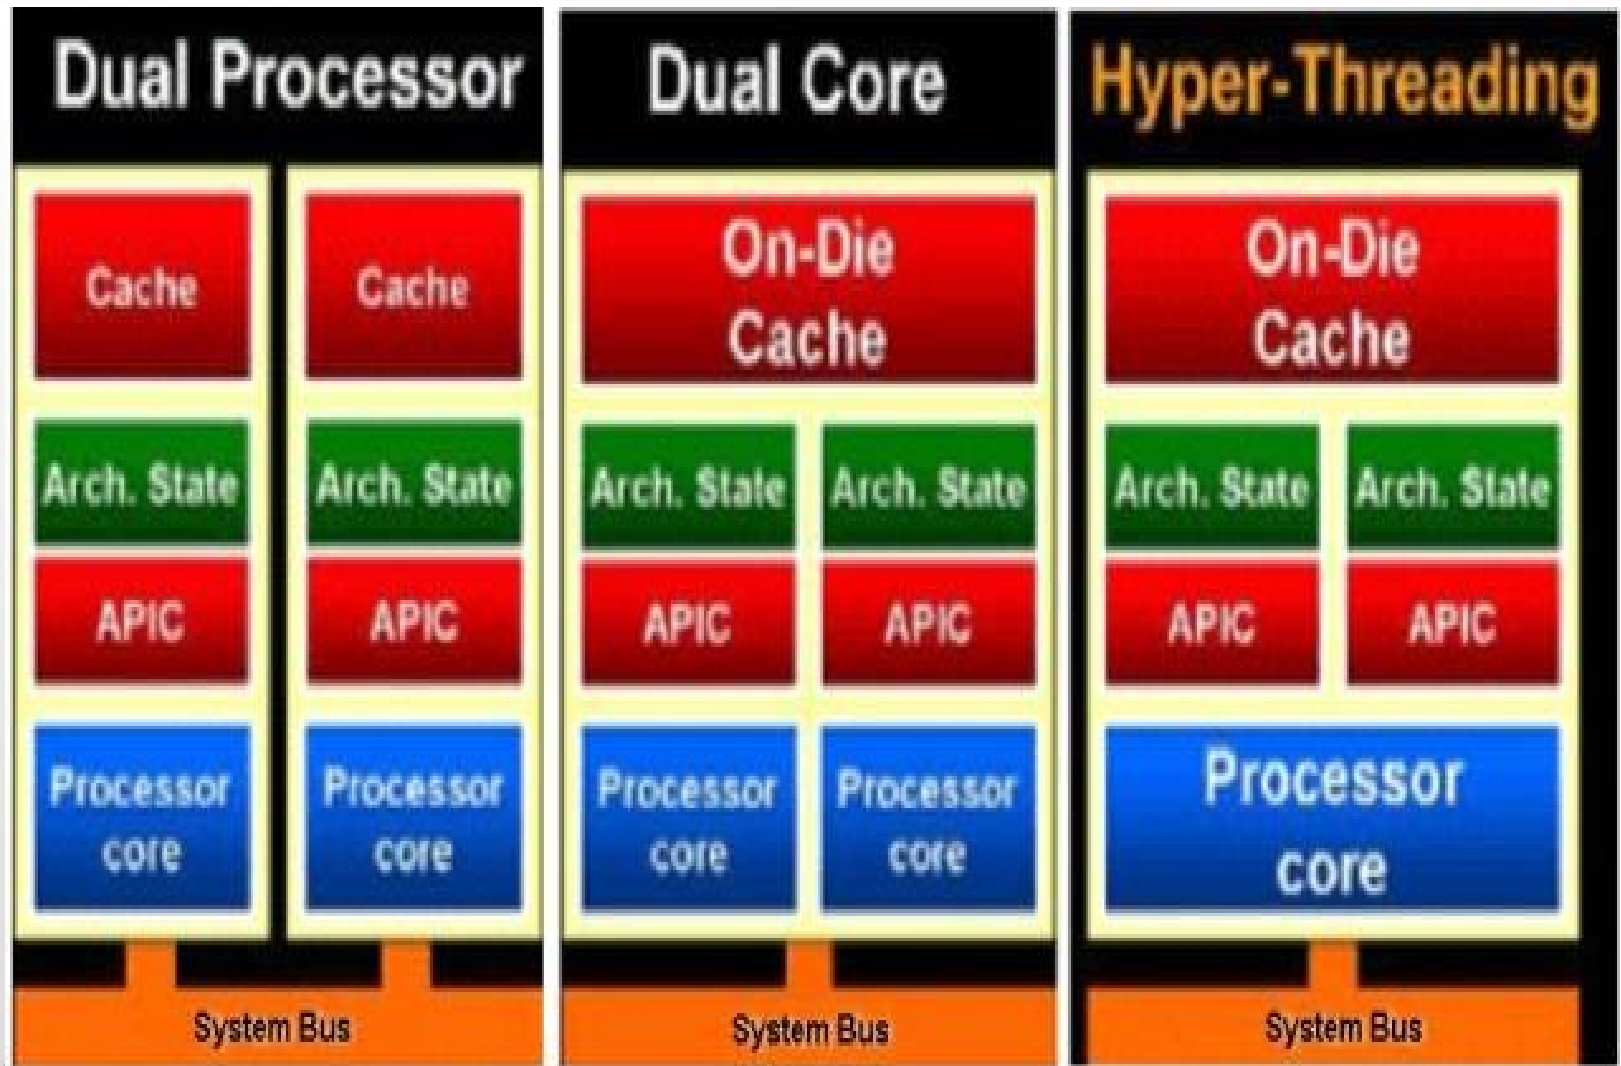 Dual Processor
Cache
Cache
Arch. State
Arch. State
APIC
APIC
Processor
core
Processor
core
System Bus
Dual Core
On-Die
Cache
Arch. State
Arch. State
APIC
APIC
Processor
core
Processor
core
System Bus
Hyper-Threading
On-Die
Cache
Arch. State
Arch. State
APIC
APIC
Processor
core
System Bus